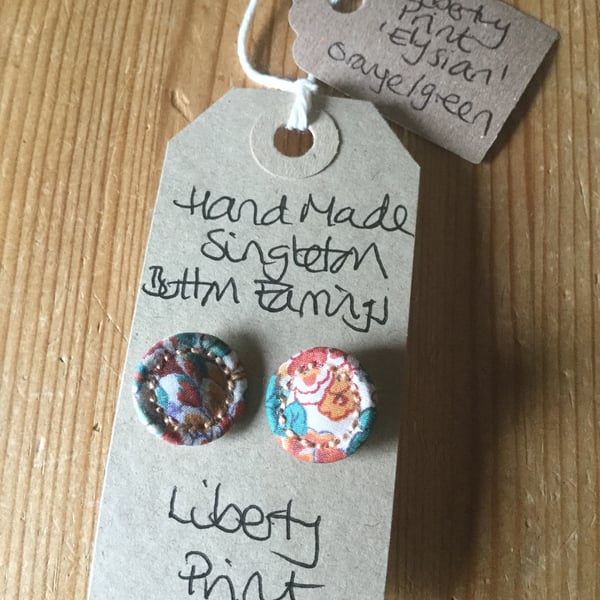 Liberty
Print
'Elysian'
Orange/green
Hand Made
Singleton
Button Earrings
Liberty
Print